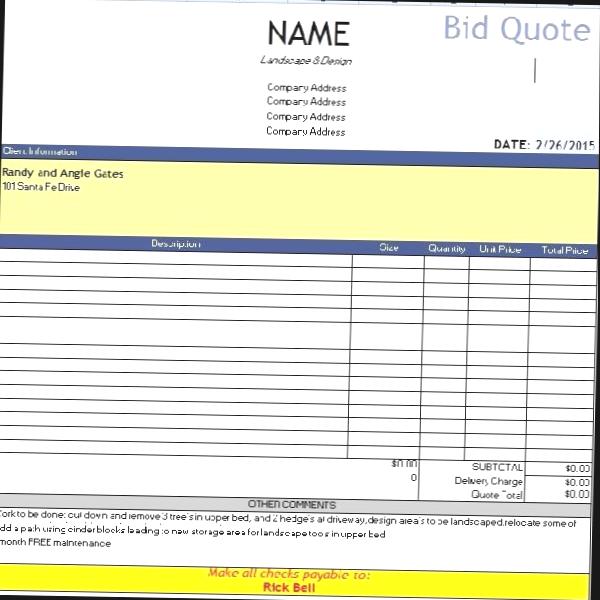 NAME
Bid Quote
Landscape & Design
Company Address
Company Address
Company Address
Company Address
DATE: 2/26/2015
Client Information
Randy and Angle Gates
101 Santa Fe Drive
Description Size Quantity Unit Price Total Price
$0.00 SUBTOTAL $0.00
0 Delivery Charge $0.00
Quote Total $0.00
OTHER COMMENTS
ork to be done: cut down and remove 3 tree's in upper bed, and 2 hedge's at driveway, design area's to be landscaped. relocate some of
dd a path using cinder blocks leading to new storage area for landscape tools in upper bed
month FREE maintenance
Make all checks payable to:
Rick Bell